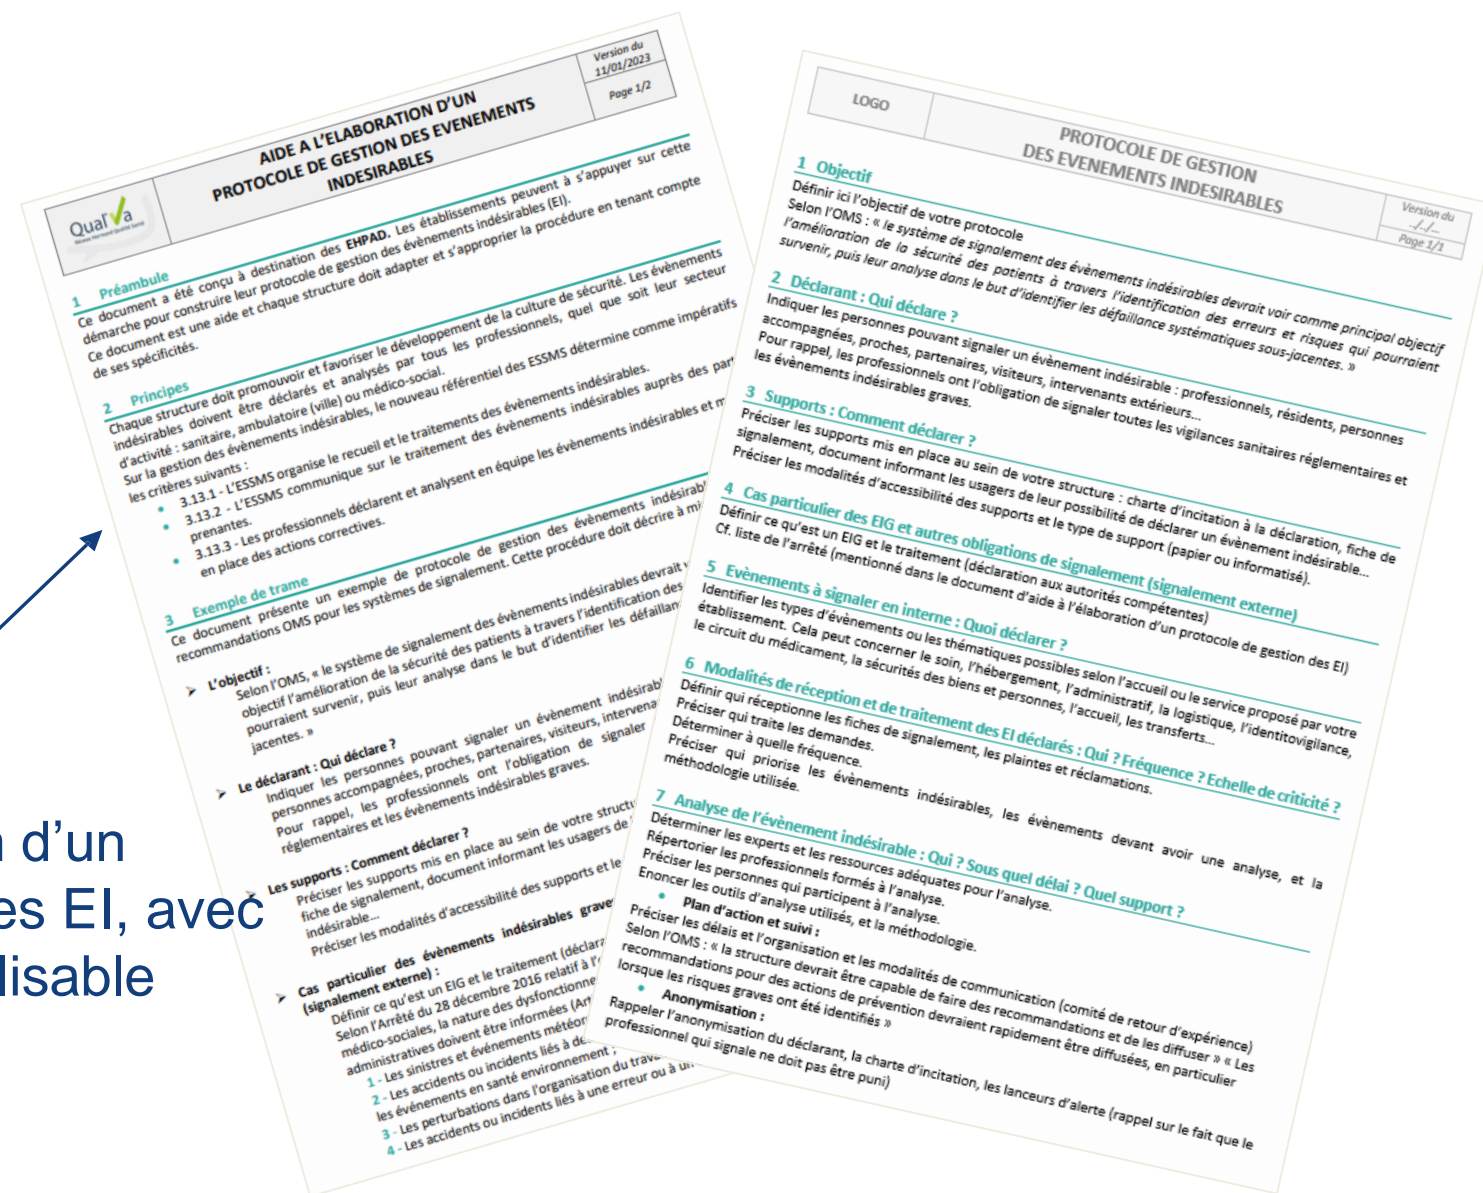 Qual'Va
Réseau Normand Qualité Santé
AIDE A L'ELABORATION D'UN
PROTOCOLE DE GESTION DES EVENEMENTS
INDESIRABLES
Version du
11/01/2023
Page 1/2
1 Préambule
Ce document a été conçu à destination des EHPAD. Les établissements peuvent à s'appuyer sur cette
démarche pour construire leur protocole de gestion des évènements indésirables (EI).
Ce document est une aide et chaque structure doit adapter et s'approprier la procédure en tenant compte
de ses spécificités.
2 Principes
Chaque structure doit promouvoir et favoriser le développement de la culture de sécurité. Les évènements
indésirables doivent être déclarés et analysés par tous les professionnels, quel que soit leur secteur
d'activité : sanitaire, ambulatoire (ville) ou médico-social.
Sur la gestion des évènements indésirables, le nouveau référentiel des ESSMS détermine comme impératifs
les critères suivants :
• 3.13.1 - L'ESSMS organise le recueil et le traitements des évènements indésirables.
• 3.13.2 - L'ESSMS communique sur le traitement des évènements indésirables auprès des par
prenantes.
• 3.13.3 - Les professionnels déclarent et analysent en équipe les évènements indésirables et m
en place des actions correctives.
3 Exemple de trame
Ce document présente un exemple de protocole de gestion des évènements indésirabl
recommandations OMS pour les systèmes de signalement. Cette procédure doit décrire à mi
➢ L'objectif :
Selon l'OMS, « le système de signalement des évènements indésirables devrait
objectif l'amélioration de la sécurité des patients à travers l'identification des
pourraient survenir, puis leur analyse dans le but d'identifier les défaillan
jacentes. »
➢ Le déclarant : Qui déclare ?
Indiquer les personnes pouvant signaler un évènement indésirabl
personnes accompagnées, proches, partenaires, visiteurs, intervena
Pour rappel, les professionnels ont l'obligation de signaler
réglementaires et les évènements indésirables graves.
➢ Les supports : Comment déclarer ?
Préciser les supports mis en place au sein de votre structu
fiche de signalement, document informant les usagers de
indésirable...
Préciser les modalités d'accessibilité des supports et le
➢ Cas particulier des évènements indésirables grave
(signalement externe) :
Définir ce qu'est un EIG et le traitement (déclara
Selon l'Arrêté du 28 décembre 2016 relatif à l'
médico-sociales, la nature des dysfonctionne
administratives doivent être informées (Art
1 - Les sinistres et événements météor
2 - Les accidents ou incidents liés à de
les événements en santé environnement ;
3 - Les perturbations dans l'organisation du trava
4 - Les accidents ou incidents liés à une erreur ou à un
n d'un
es EI, avec
lisable
LOGO
PROTOCOLE DE GESTION
DES EVENEMENTS INDESIRABLES
Version du
../../...
Page 1/1
1 Objectif
Définir ici l'objectif de votre protocole
Selon l'OMS : « le système de signalement des évènements indésirables devrait voir comme principal objectif
l'amélioration de la sécurité des patients à travers l'identification des erreurs et risques qui pourraient
survenir, puis leur analyse dans le but d'identifier les défaillance systématiques sous-jacentes. »
2 Déclarant : Qui déclare ?
Indiquer les personnes pouvant signaler un évènement indésirable : professionnels, résidents, personnes
accompagnées, proches, partenaires, visiteurs, intervenants extérieurs...
Pour rappel, les professionnels ont l'obligation de signaler toutes les vigilances sanitaires réglementaires et
les évènements indésirables graves.
3 Supports : Comment déclarer ?
Préciser les supports mis en place au sein de votre structure : charte d'incitation à la déclaration, fiche de
signalement, document informant les usagers de leur possibilité de déclarer un évènement indésirable...
Préciser les modalités d'accessibilité des supports et le type de support (papier ou informatisé).
4 Cas particulier des EIG et autres obligations de signalement (signalement externe)
Définir ce qu'est un EIG et le traitement (déclaration aux autorités compétentes)
Cf. liste de l'arrêté (mentionné dans le document d'aide à l'élaboration d'un protocole de gestion des EI)
5 Evènements à signaler en interne : Quoi déclarer ?
Identifier les types d'évènements ou les thématiques possibles selon l'accueil ou le service proposé par votre
établissement. Cela peut concerner le soin, l'hébergement, l'administratif, la logistique, l'identitovigilance,
le circuit du médicament, la sécurités des biens et personnes, l'accueil, les transferts...
6 Modalités de réception et de traitement des EI déclarés : Qui ? Fréquence ? Echelle de criticité ?
Définir qui réceptionne les fiches de signalement, les plaintes et réclamations.
Préciser qui traite les demandes.
Déterminer à quelle fréquence.
Préciser qui priorise les évènements indésirables, les évènements devant avoir une analyse, et la
méthodologie utilisée.
7 Analyse de l'évènement indésirable : Qui ? Sous quel délai ? Quel support ?
Déterminer les experts et les ressources adéquates pour l'analyse.
Répertorier les professionnels formés à l'analyse.
Préciser les personnes qui participent à l'analyse.
Enoncer les outils d'analyse utilisés, et la méthodologie.
• Plan d'action et suivi :
Préciser les délais et l'organisation et les modalités de communication (comité de retour d'expérience)
Selon l'OMS : « la structure devrait être capable de faire des recommandations et de les diffuser » « Les
recommandations pour des actions de prévention devraient rapidement être diffusées, en particulier
lorsque les risques graves ont été identifiés »
• Anonymisation :
Rappeler l'anonymisation du déclarant, la charte d'incitation, les lanceurs d'alerte (rappel sur le fait que le
professionnel qui signale ne doit pas être puni)